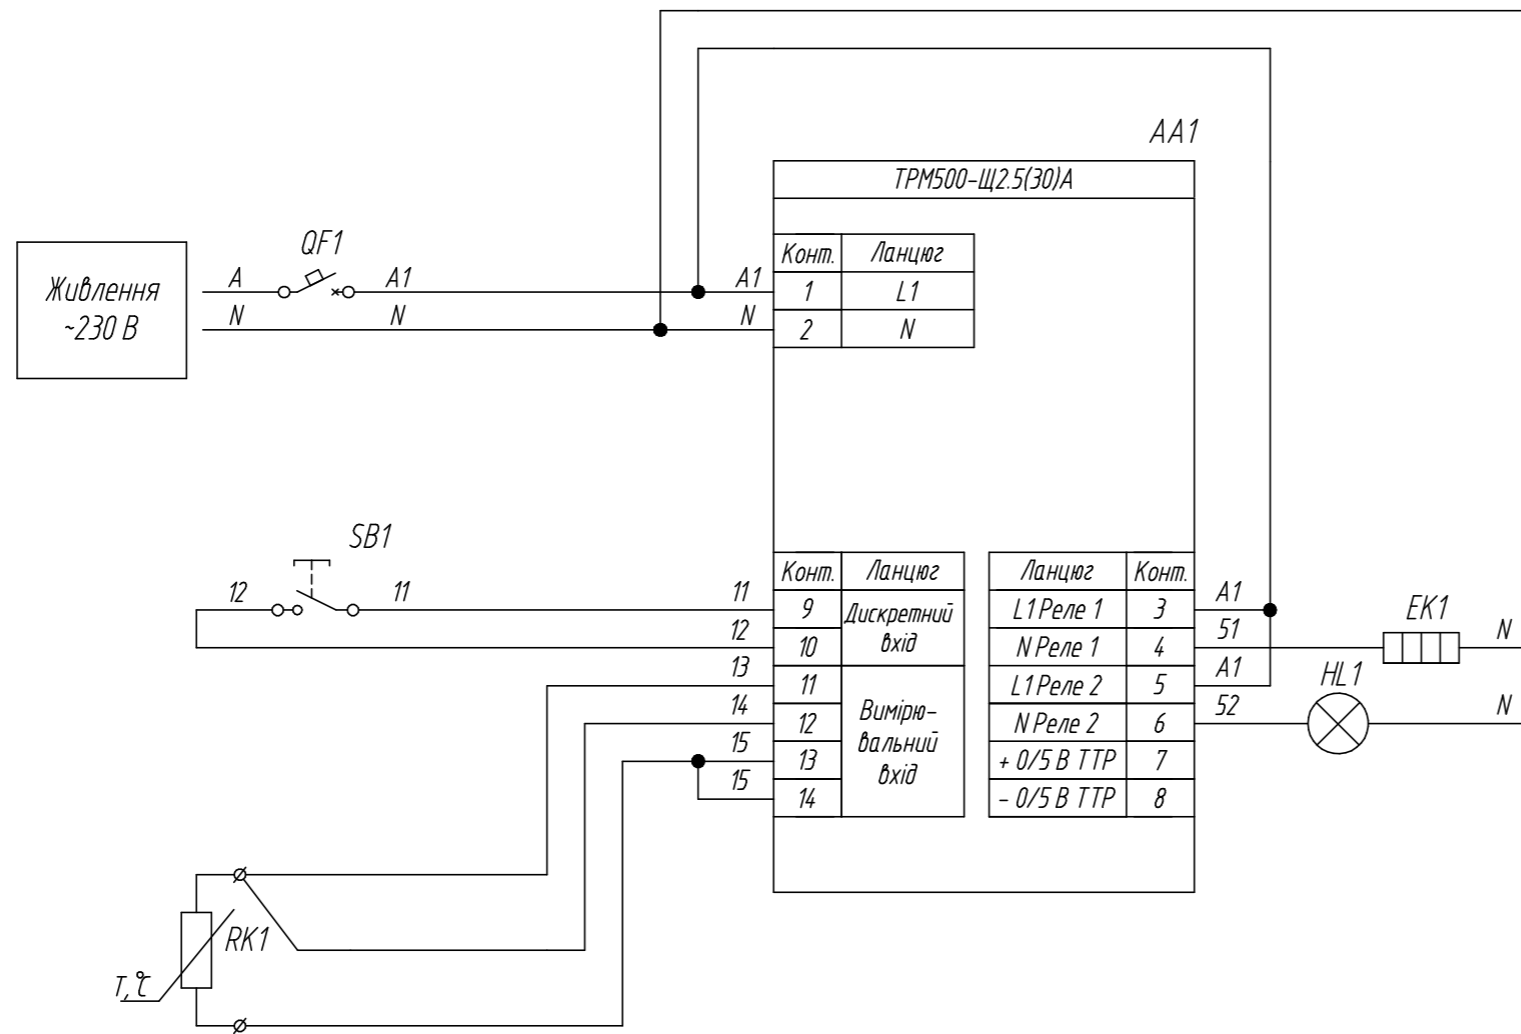 AA1
ТРМ500-Щ2.5(30)А
QF1
Живлення
~230 В
A
A1
A1
N
N
N
Конт.
Ланцюг
1
L1
2
N
SB1
12
11
11
12
13
14
15
15
Конт.
Ланцюг
9
10
Дискретний
вхід
11
12
13
14
Вимірю-
вальний
вхід
Ланцюг
Конт.
L1 Реле 1
3
N Реле 1
4
L1 Реле 2
5
N Реле 2
6
+ 0/5 В ТТР
7
- 0/5 В ТТР
8
A1
51
A1
52
EK1
N
HL1
N
RK1
T,℃